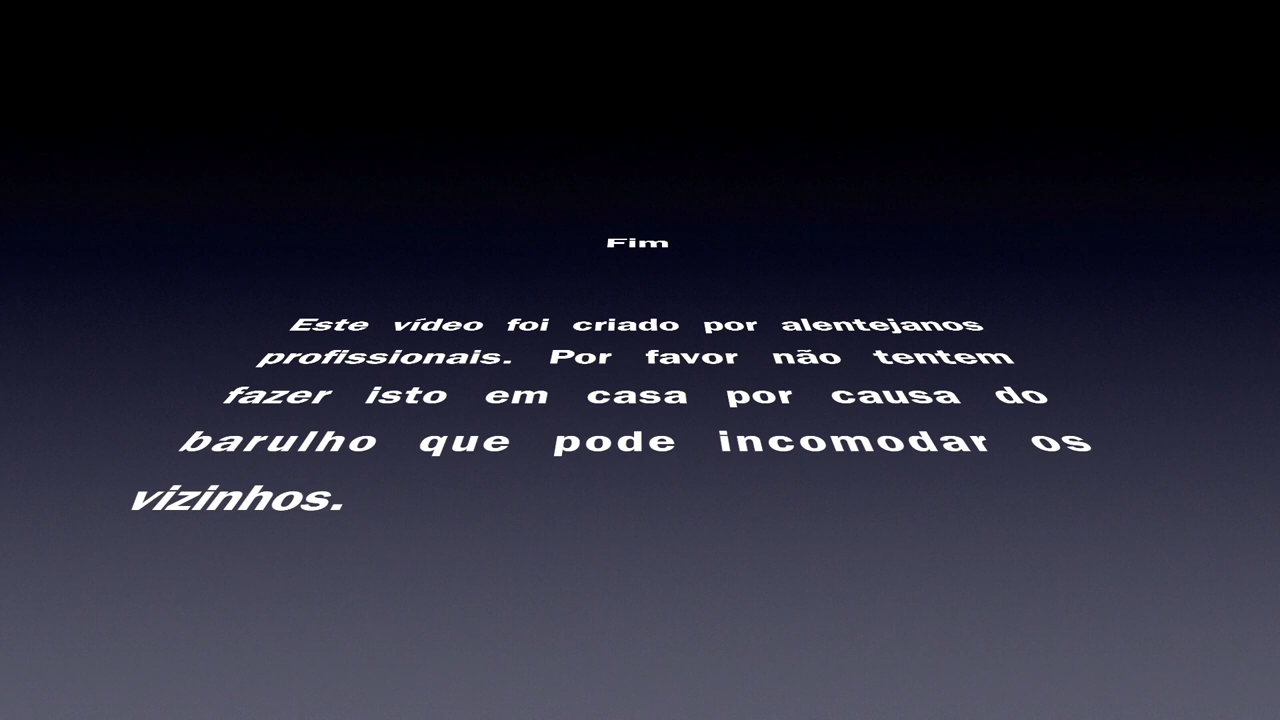 Fim
Este vídeo foi criado por alentejanos
profissionais. Por favor não tentem
fazer isto em casa por causa do
barulho que pode incomodar os
vizinhos.